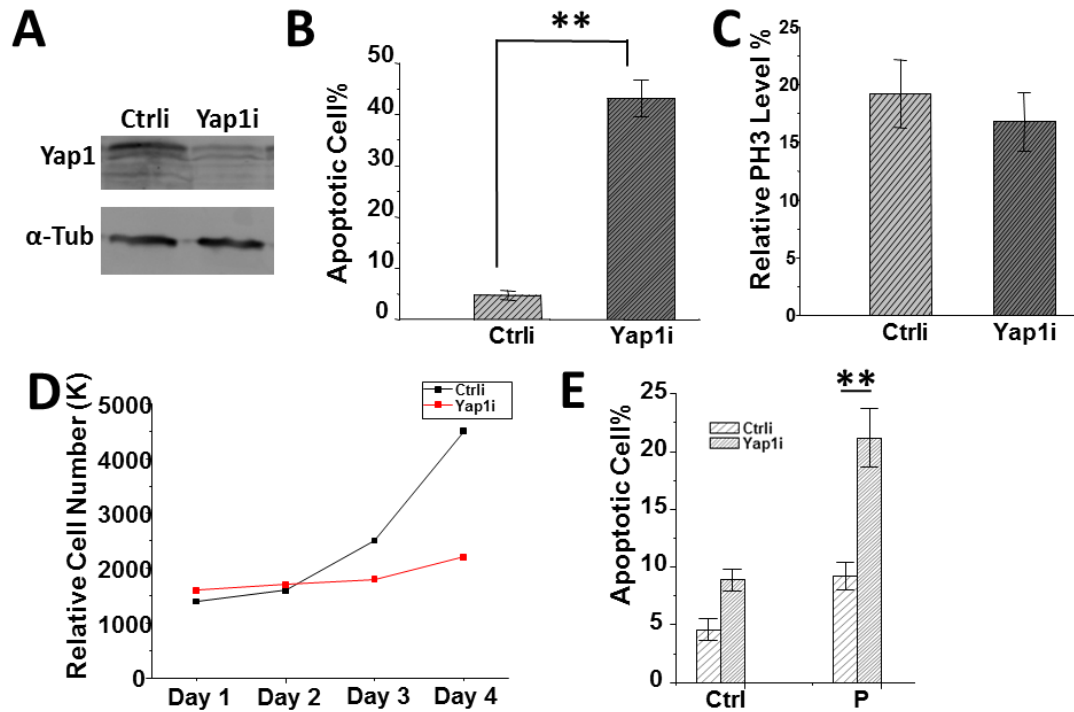 A
Ctrli Yap1i
Yap1
α-Tub
B
**
Apoptotic Cell%
50
40
30
20
10
0
Ctrli Yap1i
C
Relative PH3 Level %
25
20
15
10
5
0
Ctrli Yap1i
D
Ctrli
Yap1i
Relative Cell Number (K)
5000
4000
3000
2000
1000
0
Day 1 Day 2 Day 3 Day 4
E
**
Ctrli
Yap1i
Apoptotic Cell%
25
20
15
10
5
0
Ctrl P